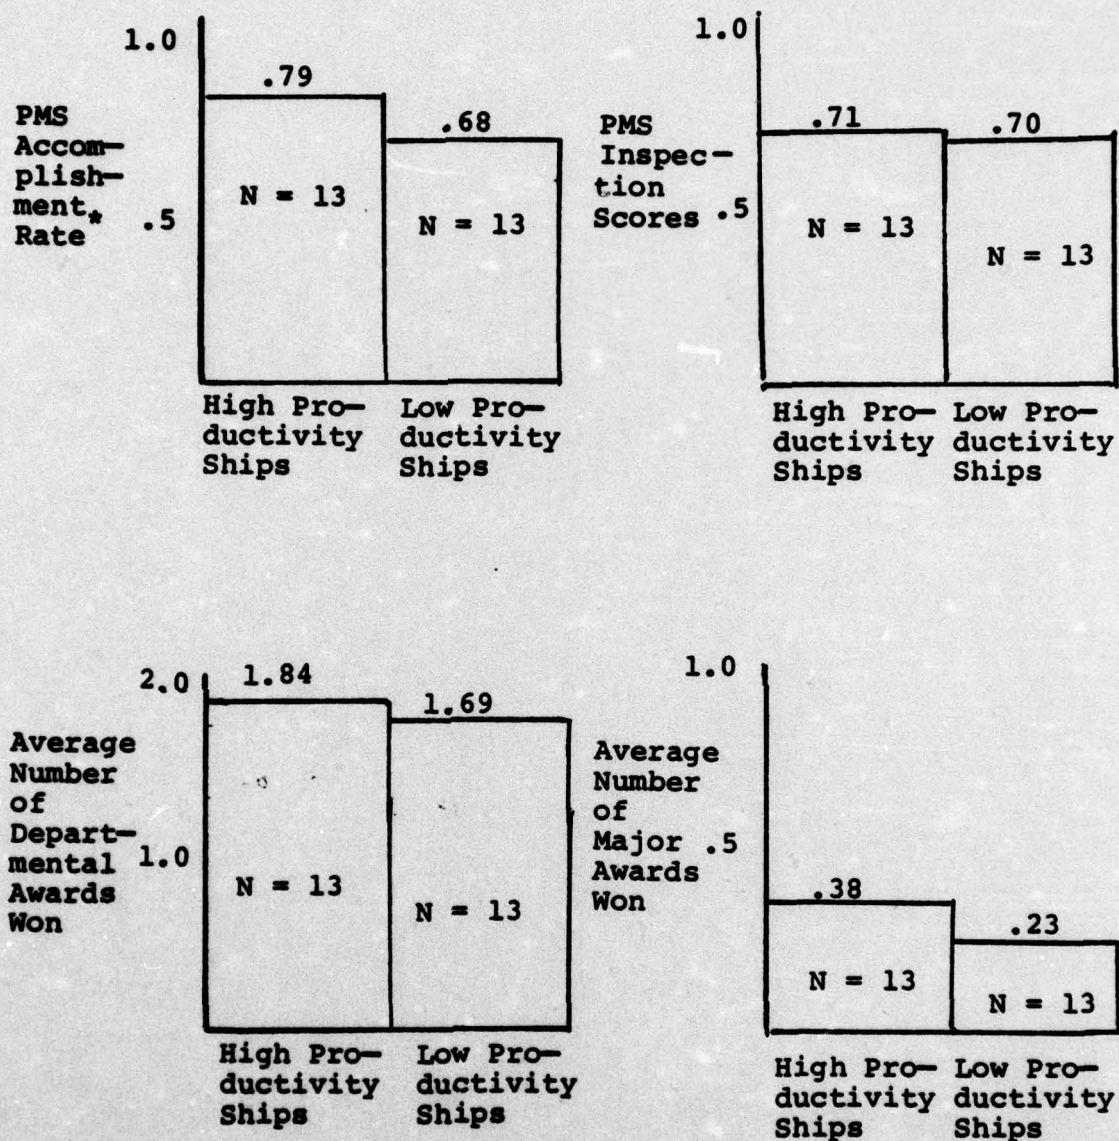 1.0
.79
.68
PMS
Accom-
plish-
ment*
Rate
.5
N = 13
N = 13
High Pro-
ductivity
Ships
Low Pro-
ductivity
Ships
1.0
.71
.70
PMS
Inspec-
tion
Scores
.5
N = 13
N = 13
High Pro-
ductivity
Ships
Low Pro-
ductivity
Ships
2.0
1.84
1.69
Average
Number
of
Depart-
mental
Awards
Won
1.0
N = 13
N = 13
High Pro-
ductivity
Ships
Low Pro-
ductivity
Ships
1.0
Average
Number
of
Major
Awards
Won
.5
.38
.23
N = 13
N = 13
High Pro-
ductivity
Ships
Low Pro-
ductivity
Ships